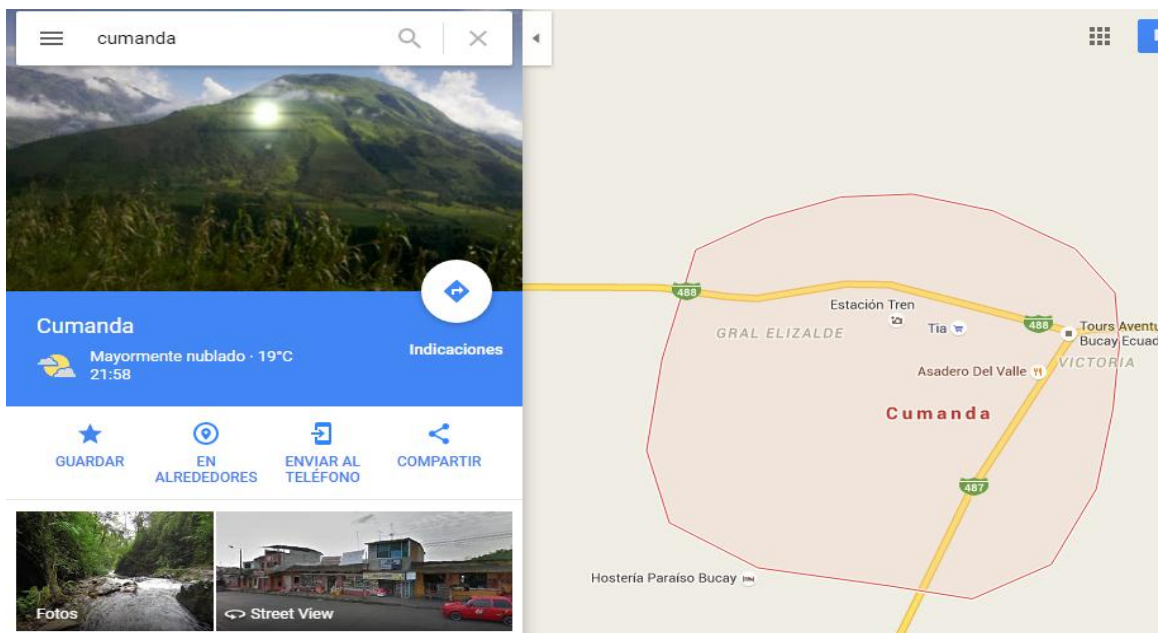 cumanda
Cumanda
Mayormente nublado · 19°C
21:58
Indicaciones
GUARDAR
EN
ALREDEDORES
ENVIAR AL
TELÉFONO
COMPARTIR
Fotos
Street View
488
Estación Tren
GRAL ELIZALDE
Tia
488
Tours Aventu
Bucay Ecuad
VICTORIA
Asadero Del Valle
Cumanda
487
Hostería Paraíso Bucay